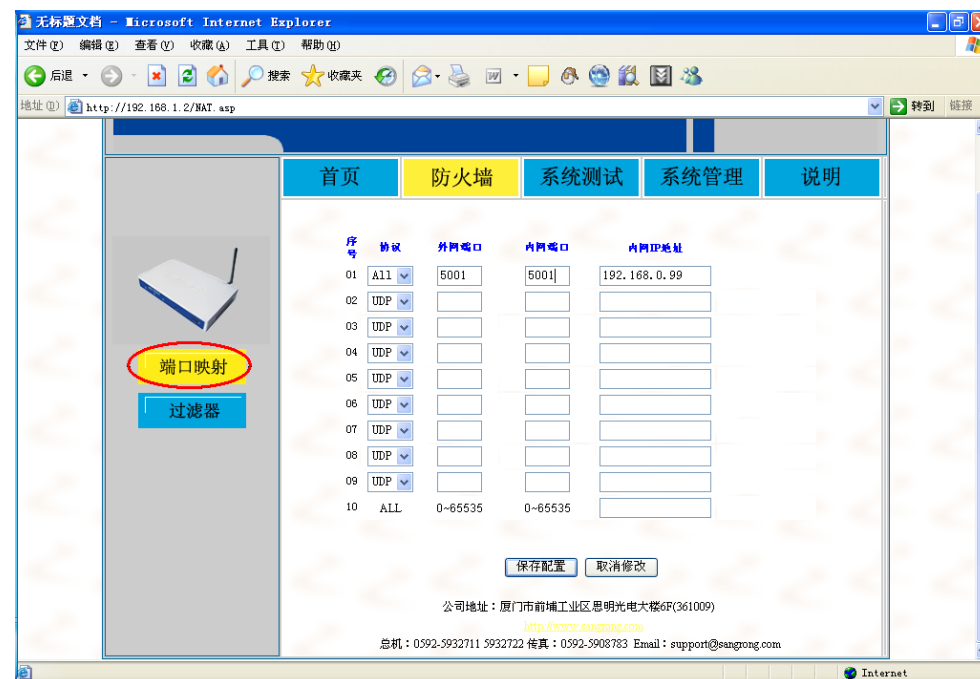 无标题文档 - Microsoft Internet Explorer
文件(F) 编辑(E) 查看(V) 收藏(A) 工具(T) 帮助(H)
后退 搜索 收藏夹
地址(D) http://192.168.1.2/NAT.asp 转到 链接
首页 防火墙 系统测试 系统管理 说明
序号 协议 外网端口 内网端口 内网IP地址
01 All 5001 5001 192.168.0.99
02 UDP
03 UDP
04 UDP
05 UDP
06 UDP
07 UDP
08 UDP
09 UDP
10 ALL 0~65535 0~65535
端口映射
过滤器
保存配置 取消修改
公司地址：厦门市前埔工业区思明光电大楼6F(361009)
http://www.sangrong.com
总机：0592-5932711 5932722 传真：0592-5908783 Email：support@sangrong.com
Internet